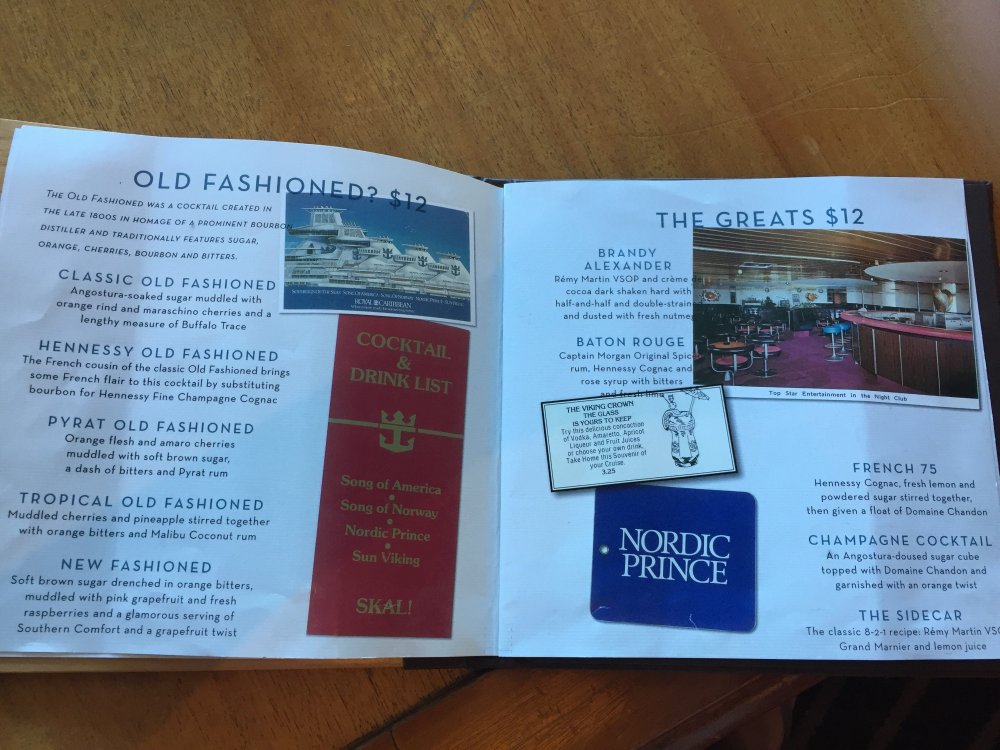 OLD FASHIONED? $12
THE OLD FASHIONED WAS A COCKTAIL CREATED IN
THE LATE 1800S IN HOMAGE OF A PROMINENT BOURBON
DISTILLER AND TRADITIONALLY FEATURES SUGAR,
ORANGE, CHERRIES, BOURBON AND BITTERS.
CLASSIC OLD FASHIONED
Angostura-soaked sugar muddled with
orange rind and maraschino cherries and a
lengthy measure of Buffalo Trace
HENNESSY OLD FASHIONED
The French cousin of the classic Old Fashioned brings
some French flair to this cocktail by substituting
bourbon for Hennessy Fine Champagne Cognac
PYRAT OLD FASHIONED
Orange flesh and amaro cherries
muddled with soft brown sugar,
a dash of bitters and Pyrat rum
TROPICAL OLD FASHIONED
Muddled cherries and pineapple stirred together
with orange bitters and Malibu Coconut rum
NEW FASHIONED
Soft brown sugar drenched in orange bitters,
muddled with pink grapefruit and fresh
raspberries and a glamorous serving of
Southern Comfort and a grapefruit twist
ROYAL CARIBBEAN
COCKTAIL
&
DRINK LIST
Song of America
Song of Norway
Nordic Prince
Sun Viking
SKAL!
THE GREATS $12
BRANDY
ALEXANDER
Rémy Martin VSOP and crème d
cocoa dark shaken hard with
half-and-half and double-strain
and dusted with fresh nutme
BATON ROUGE
Captain Morgan Original Spic
rum, Hennessy Cognac and
rose syrup with bitters
and fresh lime
Top Star Entertainment in the Night Club
THE VIKING CROWN
THE GLASS
IS YOURS TO KEEP
Try this delicious concoction
of Vodka, Amaretto, Apricot
Liqueur and Fruit Juices
or choose your own drink.
Take Home this Souvenir of
your Cruise.
3.25
NORDIC
PRINCE
FRENCH 75
Hennessy Cognac, fresh lemon and
powdered sugar stirred together,
then given a float of Domaine Chandon
CHAMPAGNE COCKTAIL
An Angostura-doused sugar cube
topped with Domaine Chandon and
garnished with an orange twist
THE SIDECAR
The classic 8-2-1 recipe: Rémy Martin VSO
Grand Marnier and lemon juice